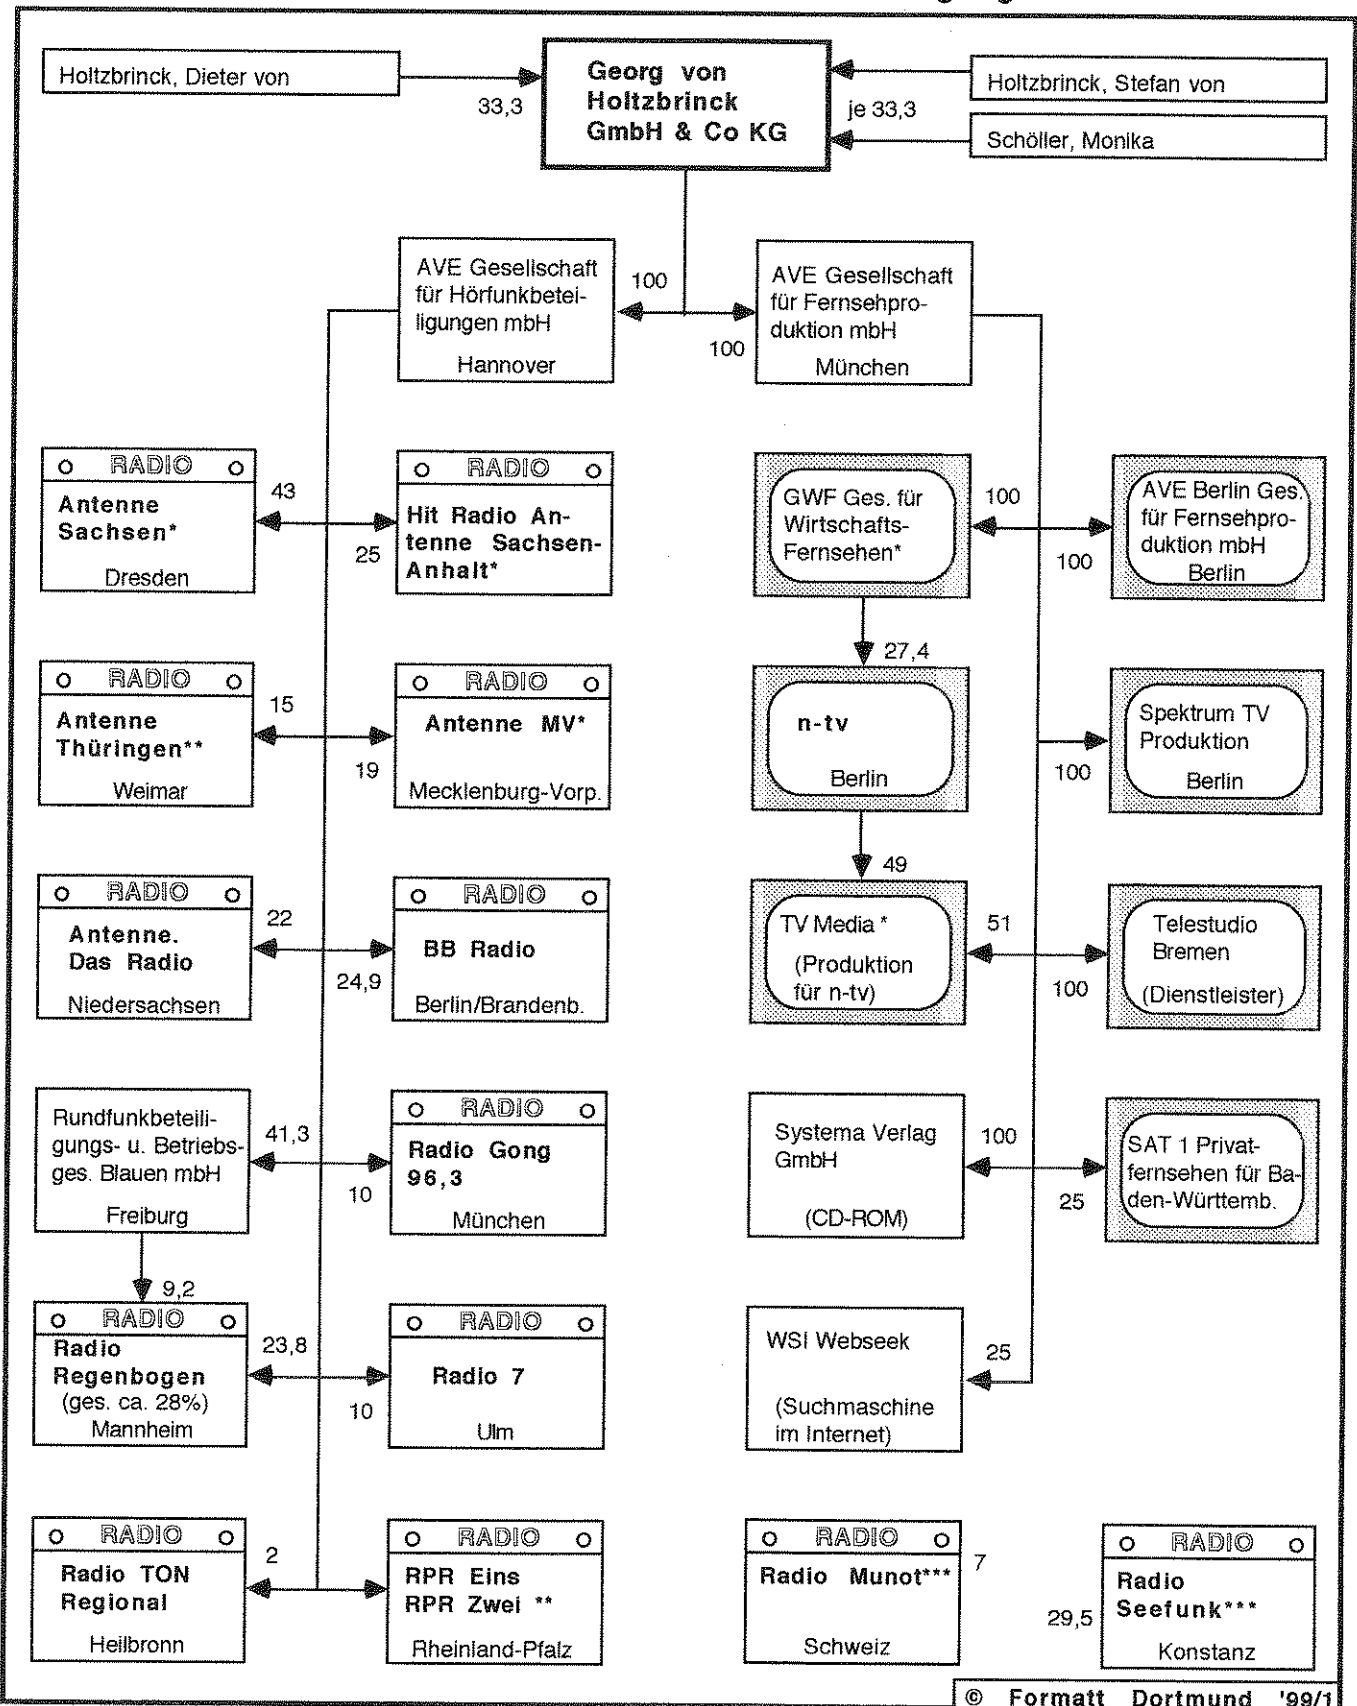 Holtzbrinck, Dieter von
33,3
Georg von
Holtzbrinck
GmbH & Co KG
je 33,3
Holtzbrinck, Stefan von
Schöller, Monika
AVE Gesellschaft
für Hörfunkbetei-
ligungen mbH
Hannover
100
100
AVE Gesellschaft
für Fernsehpro-
duktion mbH
München
RADIO
Antenne
Sachsen*
Dresden
43
25
RADIO
Hit Radio An-
tenne Sachsen-
Anhalt*
GWF Ges. für
Wirtschafts-
Fernsehen*
100
100
AVE Berlin Ges.
für Fernsehpro-
duktion mbH
Berlin
27,4
RADIO
Antenne
Thüringen**
Weimar
15
19
RADIO
Antenne MV*
Mecklenburg-Vorp.
n-tv
Berlin
100
Spektrum TV
Produktion
Berlin
49
RADIO
Antenne.
Das Radio
Niedersachsen
22
24,9
RADIO
BB Radio
Berlin/Brandenb.
TV Media *
(Produktion
für n-tv)
51
100
Telestudio
Bremen
(Dienstleister)
Rundfunkbeteili-
gungs- u. Betriebs-
ges. Blauen mbH
Freiburg
41,3
10
RADIO
Radio Gong
96,3
München
Systema Verlag
GmbH
(CD-ROM)
100
25
SAT 1 Privat-
fernsehen für Ba-
den-Württemb.
9,2
RADIO
Radio
Regenbogen
(ges. ca. 28%)
Mannheim
23,8
10
RADIO
Radio 7
Ulm
WSI Webseek
(Suchmaschine
im Internet)
25
RADIO
Radio TON
Regional
Heilbronn
2
RADIO
RPR Eins
RPR Zwei **
Rheinland-Pfalz
RADIO
Radio Munot***
Schweiz
7
29,5
RADIO
Radio
Seefunk***
Konstanz
© Formatt Dortmund '99/1